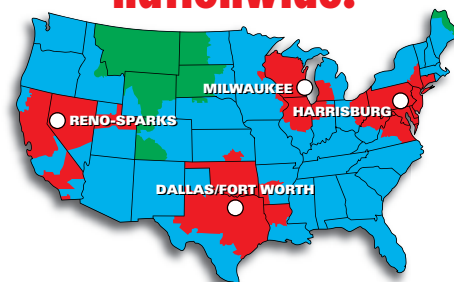 nationwide!
MILWAUKEE
HARRISBURG
RENO-SPARKS
DALLAS/FORT WORTH